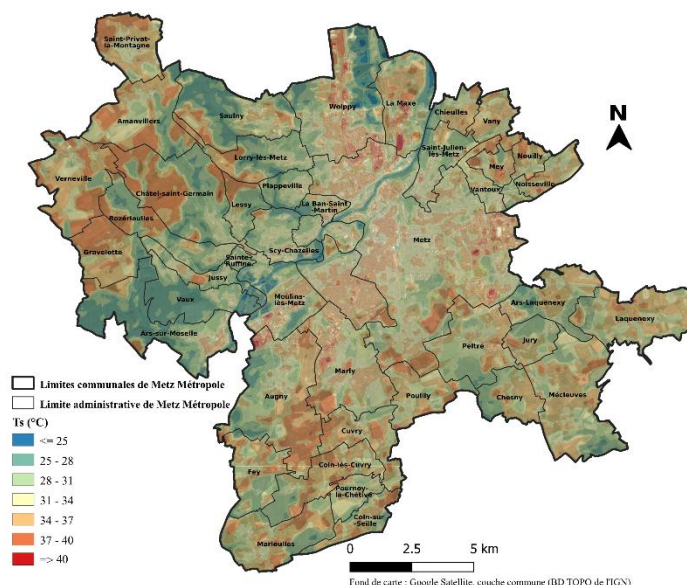 Saint-Privat
-la-Montagne
Amanvillers
Saulny
Woippy
La Maxe
Chieulles
Vany
N
Saint-Julien
-lès-Metz
Mey
Nouilly
Noisseville
Vantoux
Verneville
Lorry-lès-Metz
Plappeville
Châtel-saint-Germain
Lessy
La Ban-Saint
-Martin
Rozérieulles
Metz
Gravelotte
Scy-Chazelles
Sainte
-Ruffine
Jussy
Vaux
Moulins
-lès-Metz
Ars-Laquenexy
Laquenexy
Ars-sur-Moselle
Peltre
Jury
Marly
Augny
Pouilly
Chesny
Mécleuves
Cuvry
Fey
Coin-lès-Cuvry
Pournoy
-la-Chétive
Coin-sur
-Seille
Marieulles
Limites communales de Metz Métropole
Limite administrative de Metz Métropole
Ts (°C)
<= 25
25 - 28
28 - 31
31 - 34
34 - 37
37 - 40
=> 40
0 2.5 5 km
Fond de carte : Google Satellite, couche commune (BD TOPO de l'IGN)